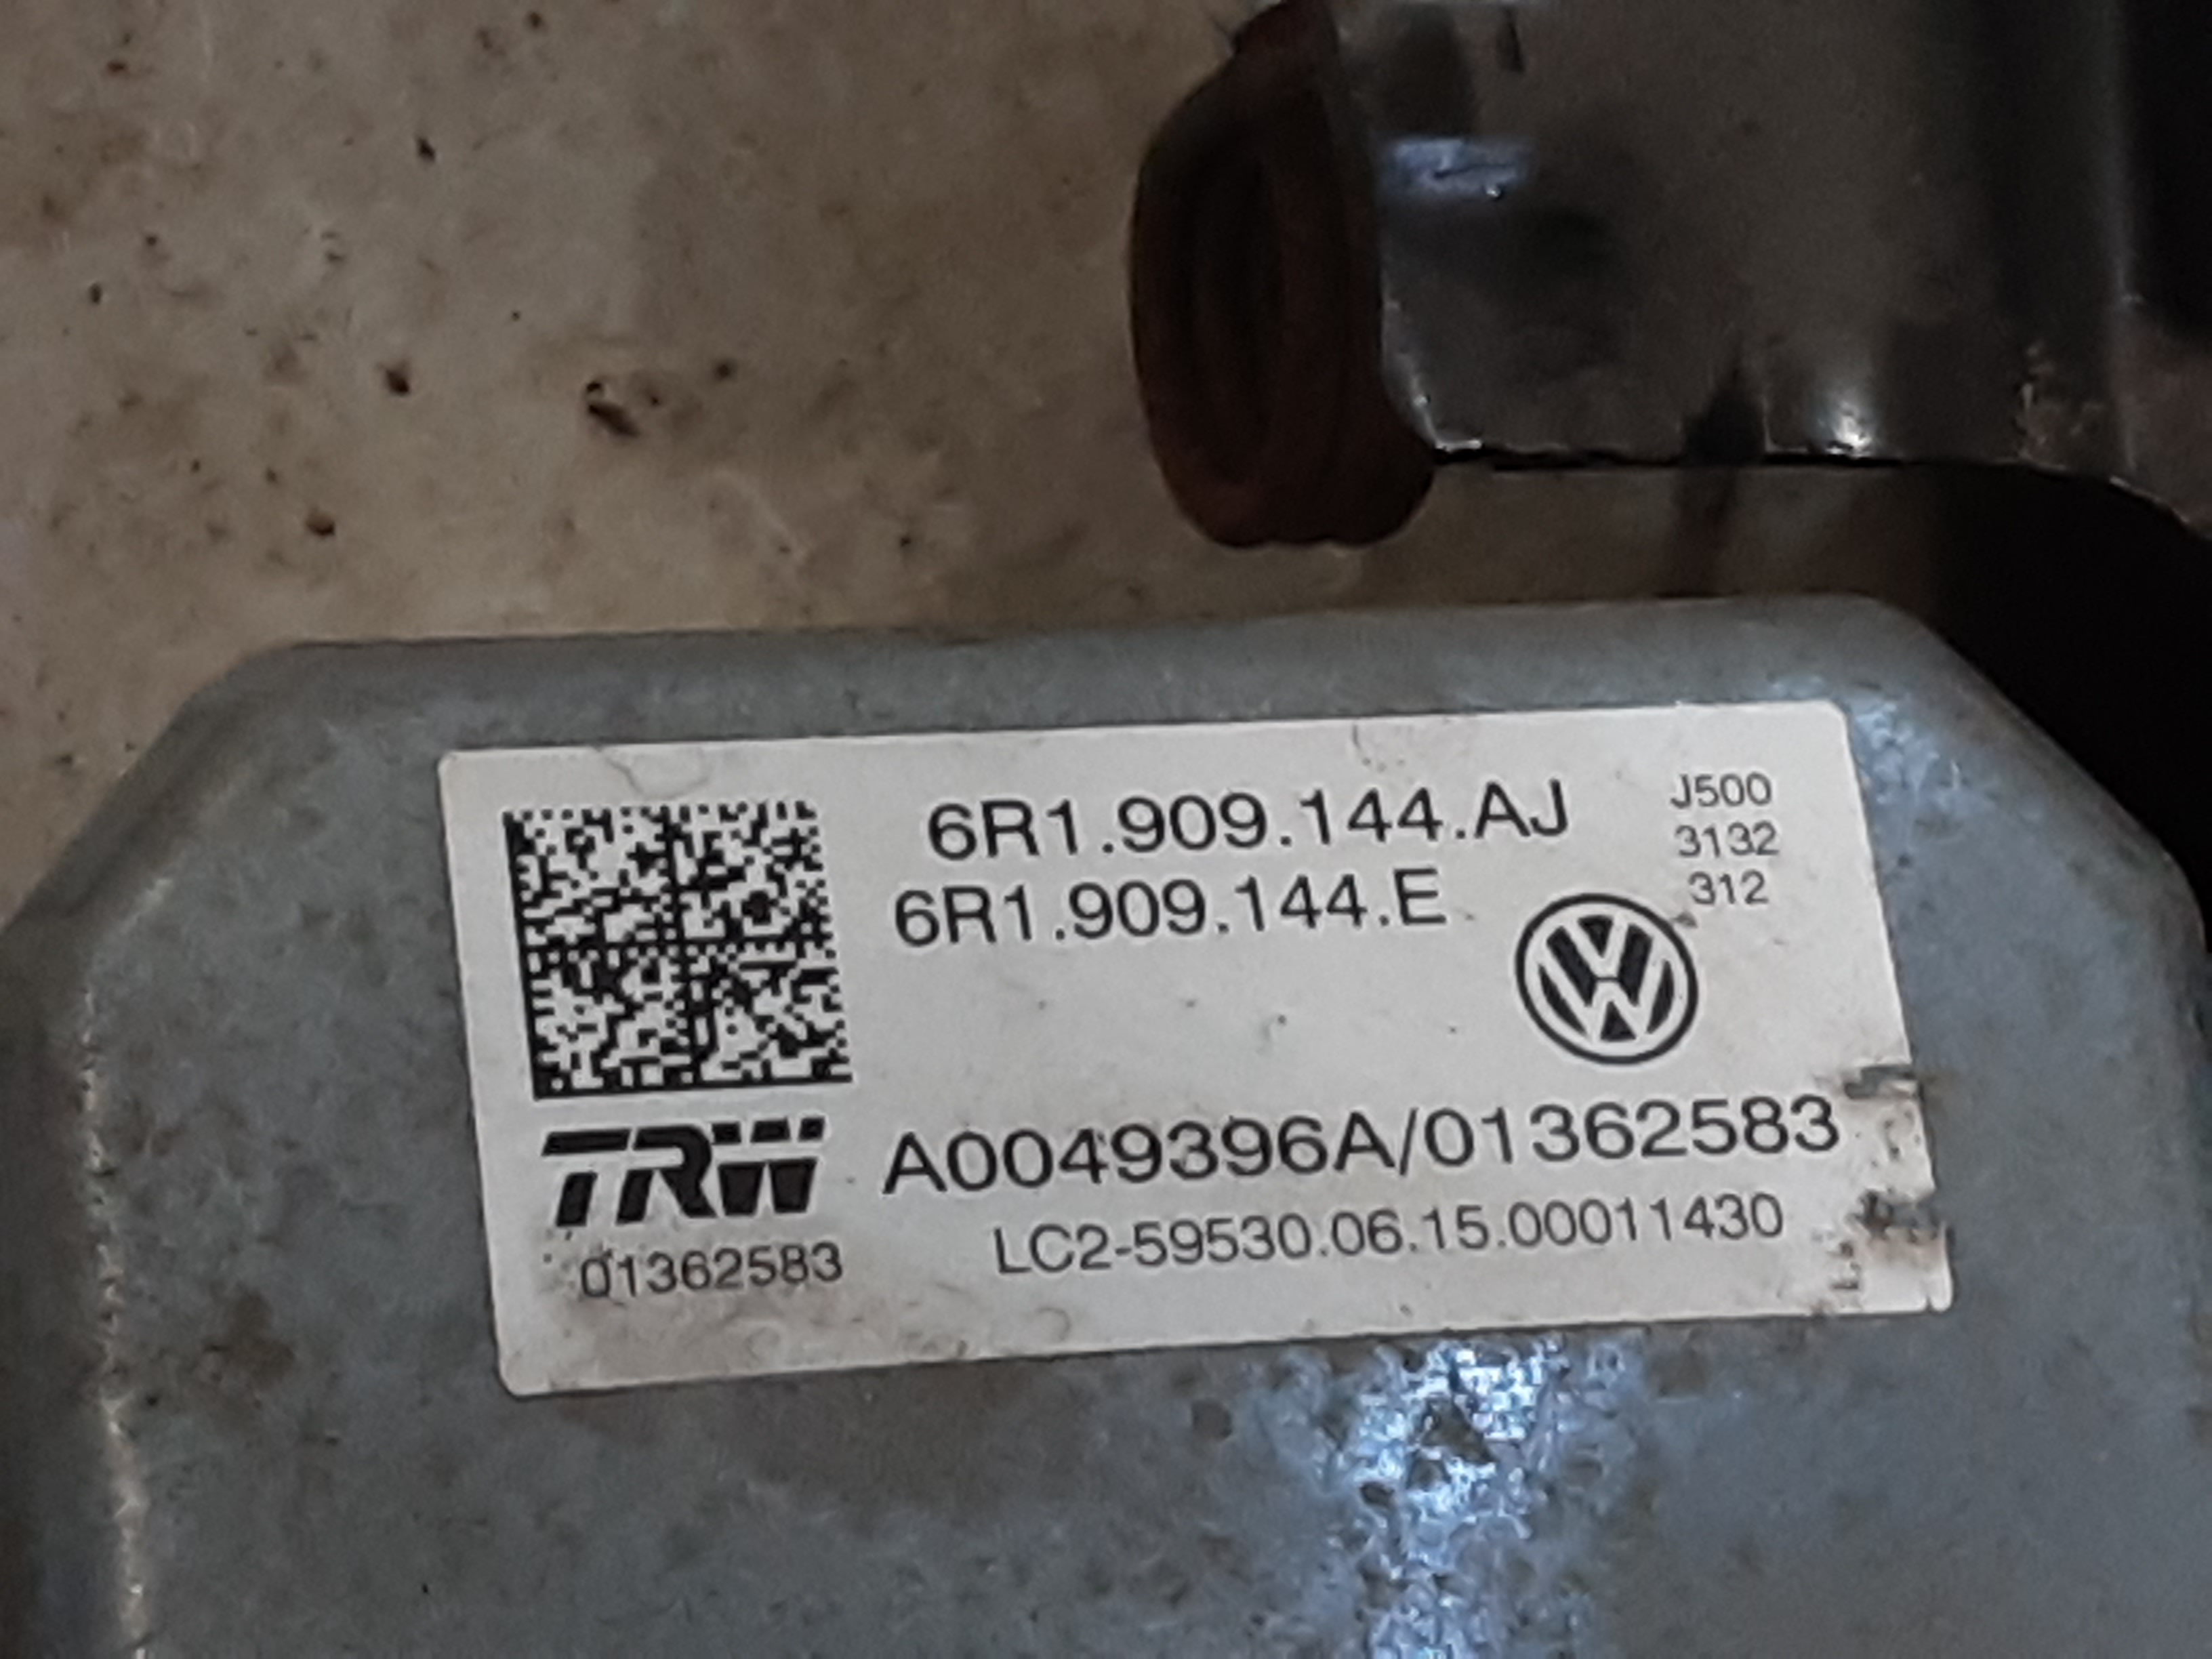 6R1.909.144.AJ
6R1.909.144.E
J500
3132
312
TRW
A0049396A/01362583
01362583
LC2-59530.06.15.00011430